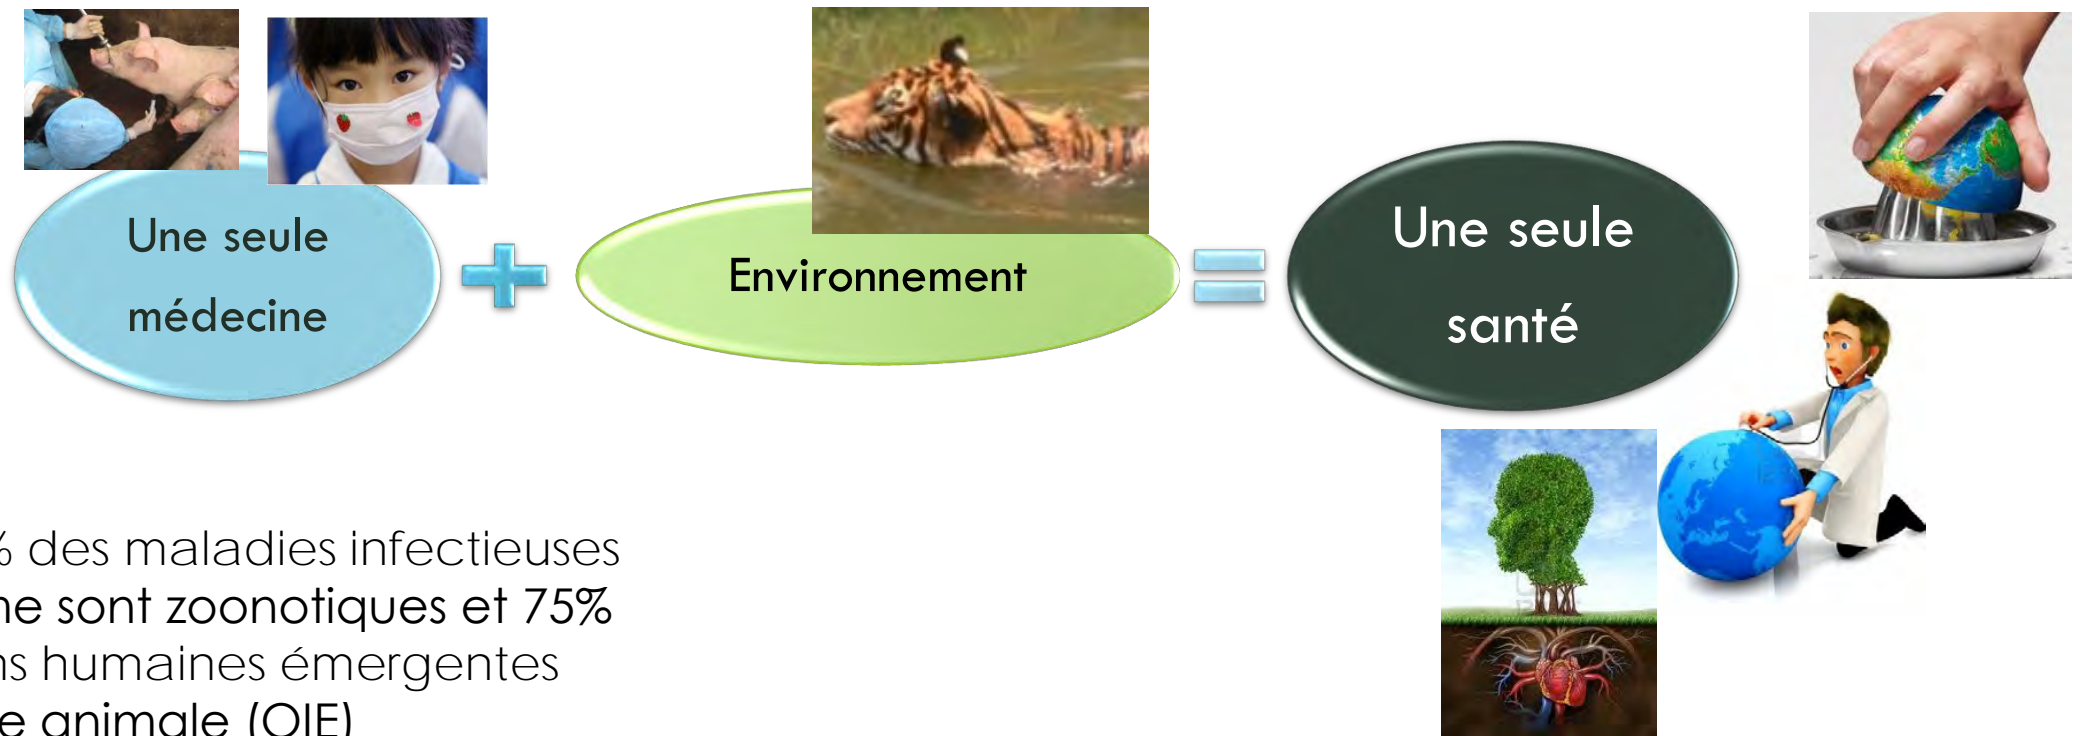 Une seule
médecine
Environnement
Une seule
santé
% des maladies infectieuses
sont zoonotiques et 75%
humaines émergentes
animale (OIE)